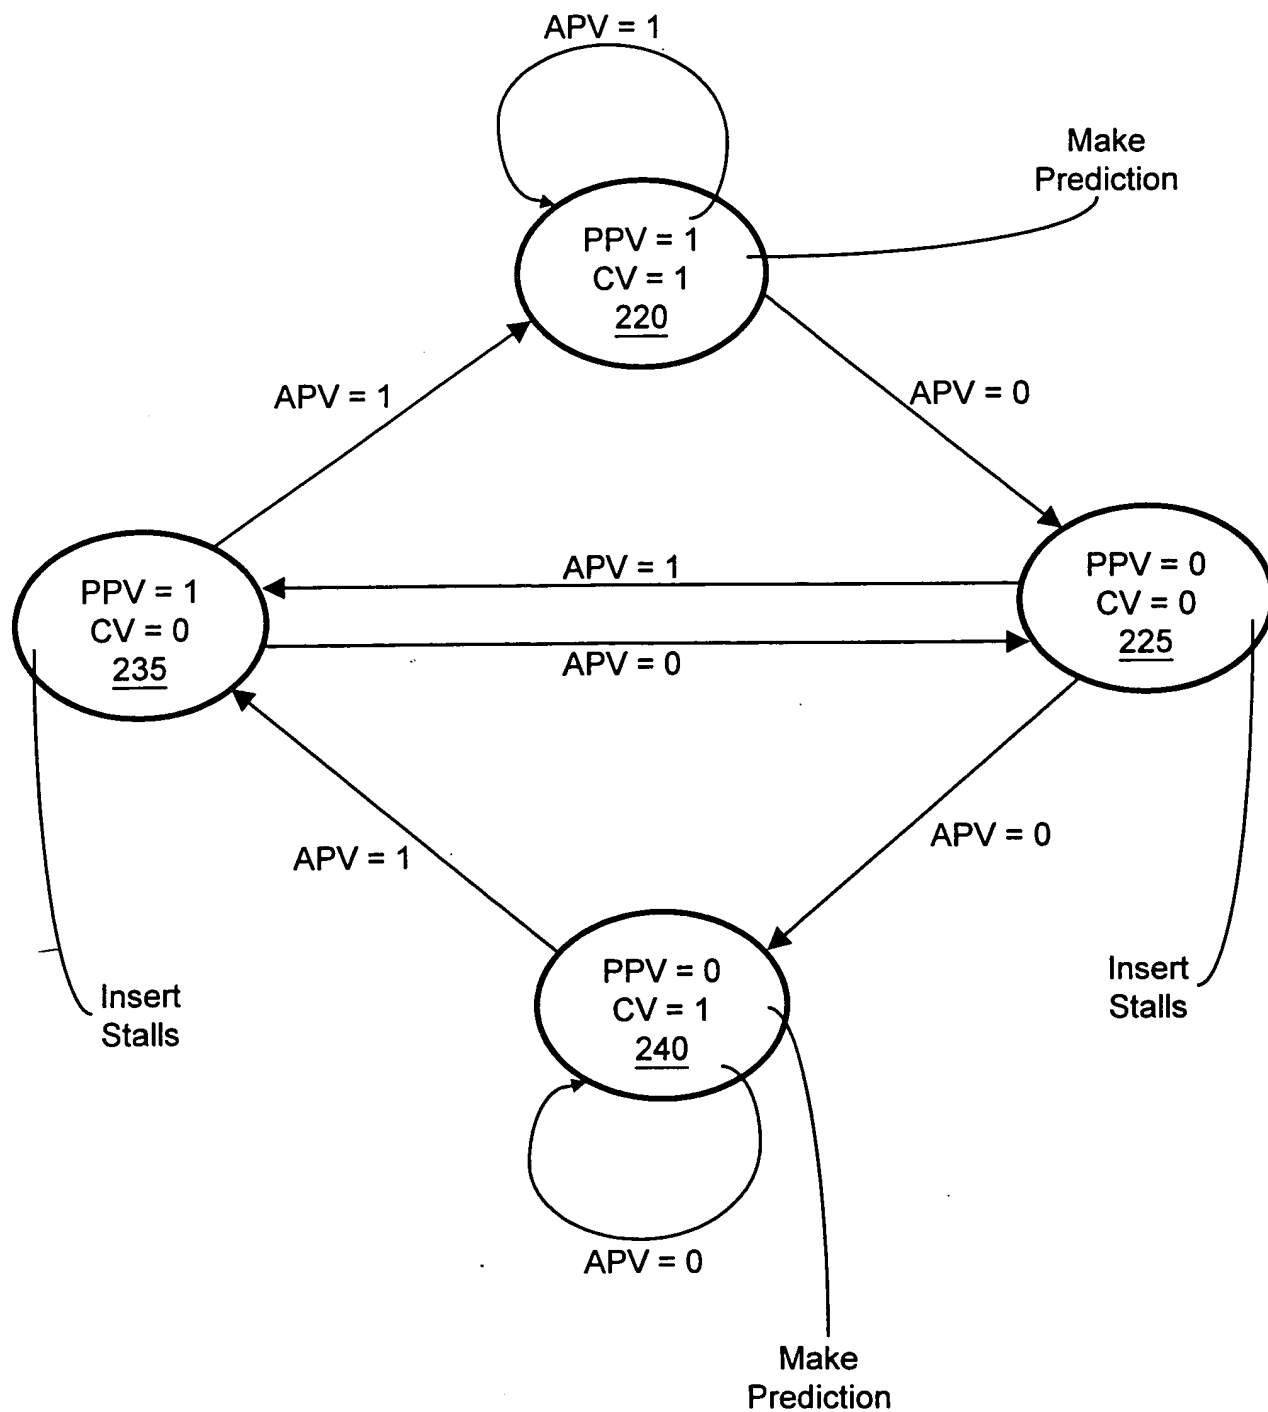 APV = 1
Make
Prediction
PPV = 1
CV = 1
220
APV = 1
APV = 0
PPV = 1
CV = 0
235
APV = 1
APV = 0
PPV = 0
CV = 0
225
APV = 1
APV = 0
Insert
Stalls
PPV = 0
CV = 1
240
Insert
Stalls
APV = 0
Make
Prediction